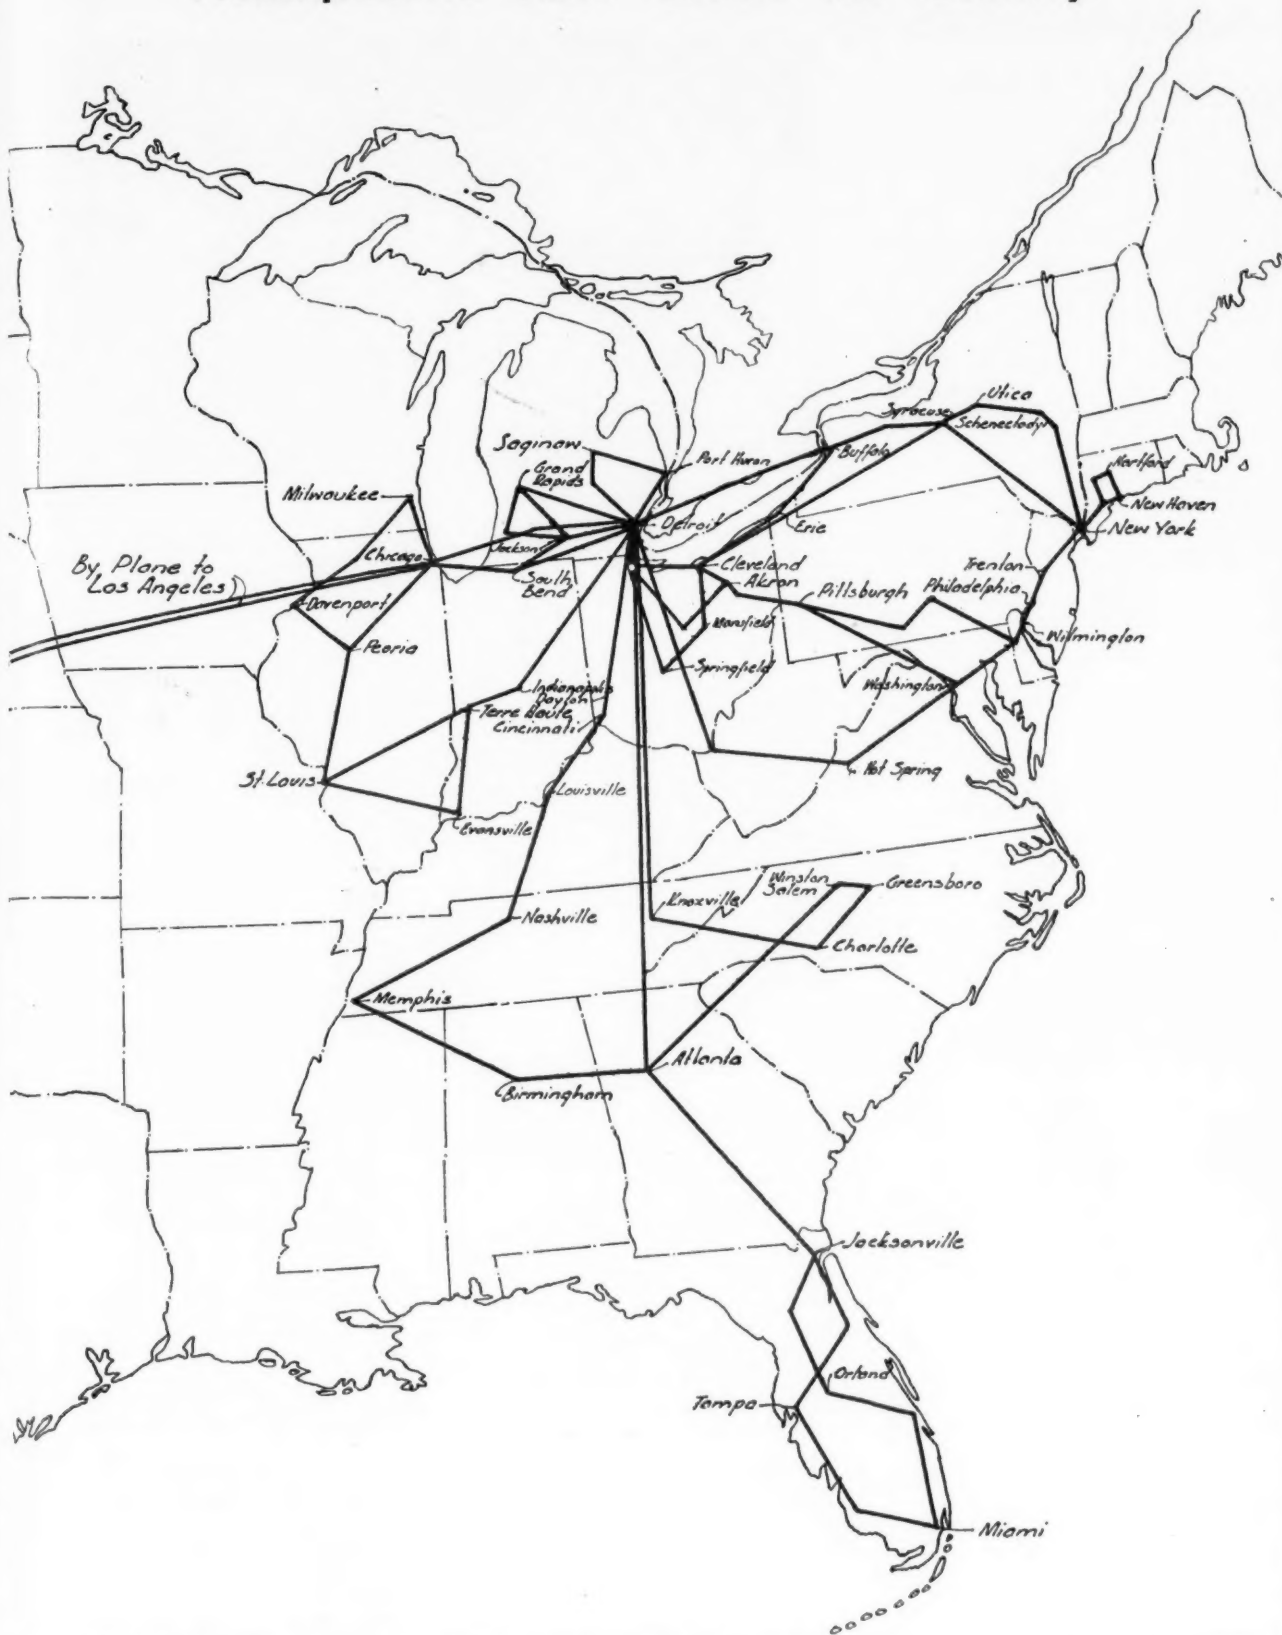 Utica
Syracuse
Schenectady
Saginaw
Port Huron
Buffalo
Grand
Rapids
Hartford
Milwaukee
New Haven
Detroit
Erie
New York
Jackson
Chicago
By Plane to
Los Angeles
Cleveland
Trenton
South
Bend
Akron
Pittsburgh
Philadelphia
Davenport
Mansfield
Wilmington
Peoria
Springfield
Washington
Indianapolis
Dayton
Terre Haute
Cincinnati
Hot Spring
St. Louis
Louisville
Evansville
Winston
Salem
Greensboro
Knoxville
Nashville
Charlotte
Memphis
Atlanta
Birmingham
Jacksonville
Orland
Tampa
Miami